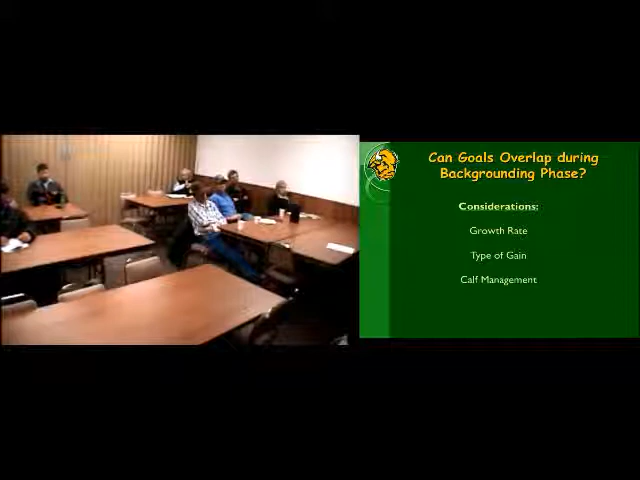 Can Goals Overlap during
Backgrounding Phase?
Considerations:
Growth Rate
Type of Gain
Calf Management